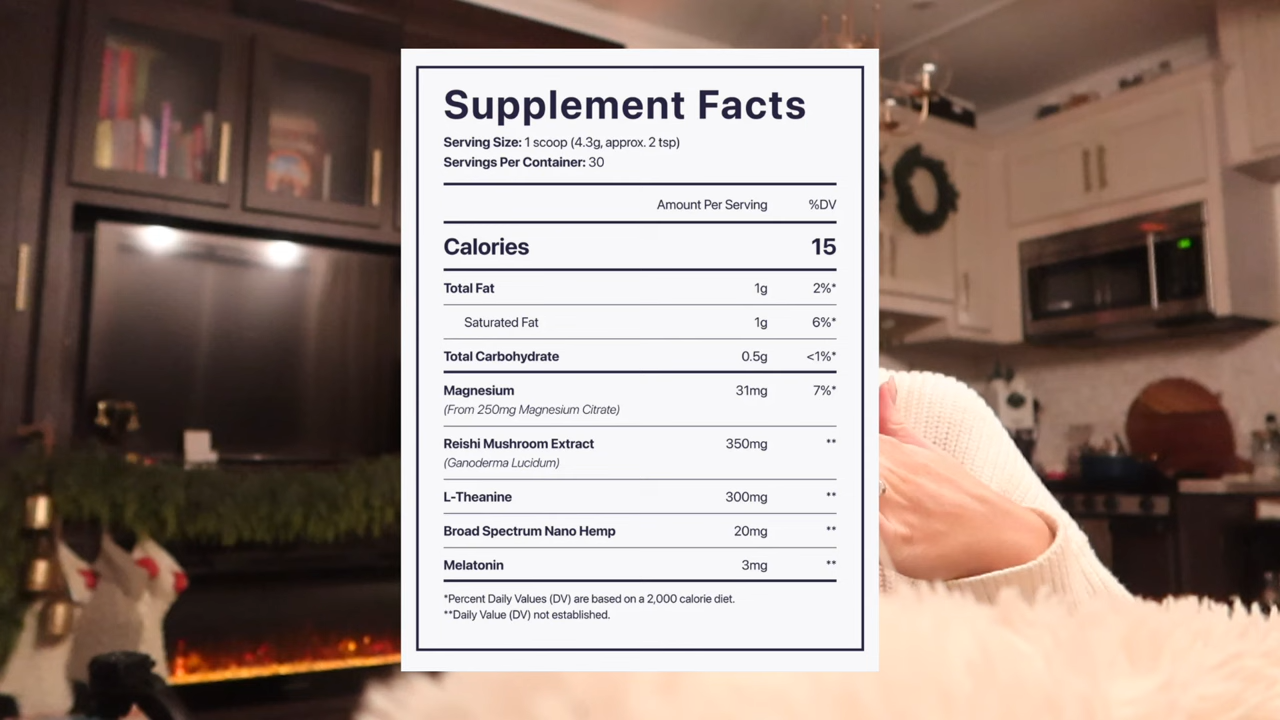 Supplement Facts
Serving Size: 1 scoop (4.3g, approx. 2 tsp)
Servings Per Container: 30
Amount Per Serving %DV
Calories 15
Total Fat 1g 2%*
Saturated Fat 1g 6%*
Total Carbohydrate 0.5g <1%*
Magnesium 31mg 7%*
(From 250mg Magnesium Citrate)
Reishi Mushroom Extract 350mg **
(Ganoderma Lucidum)
L-Theanine 300mg **
Broad Spectrum Nano Hemp 20mg **
Melatonin 3mg **
*Percent Daily Values (DV) are based on a 2,000 calorie diet.
**Daily Value (DV) not established.